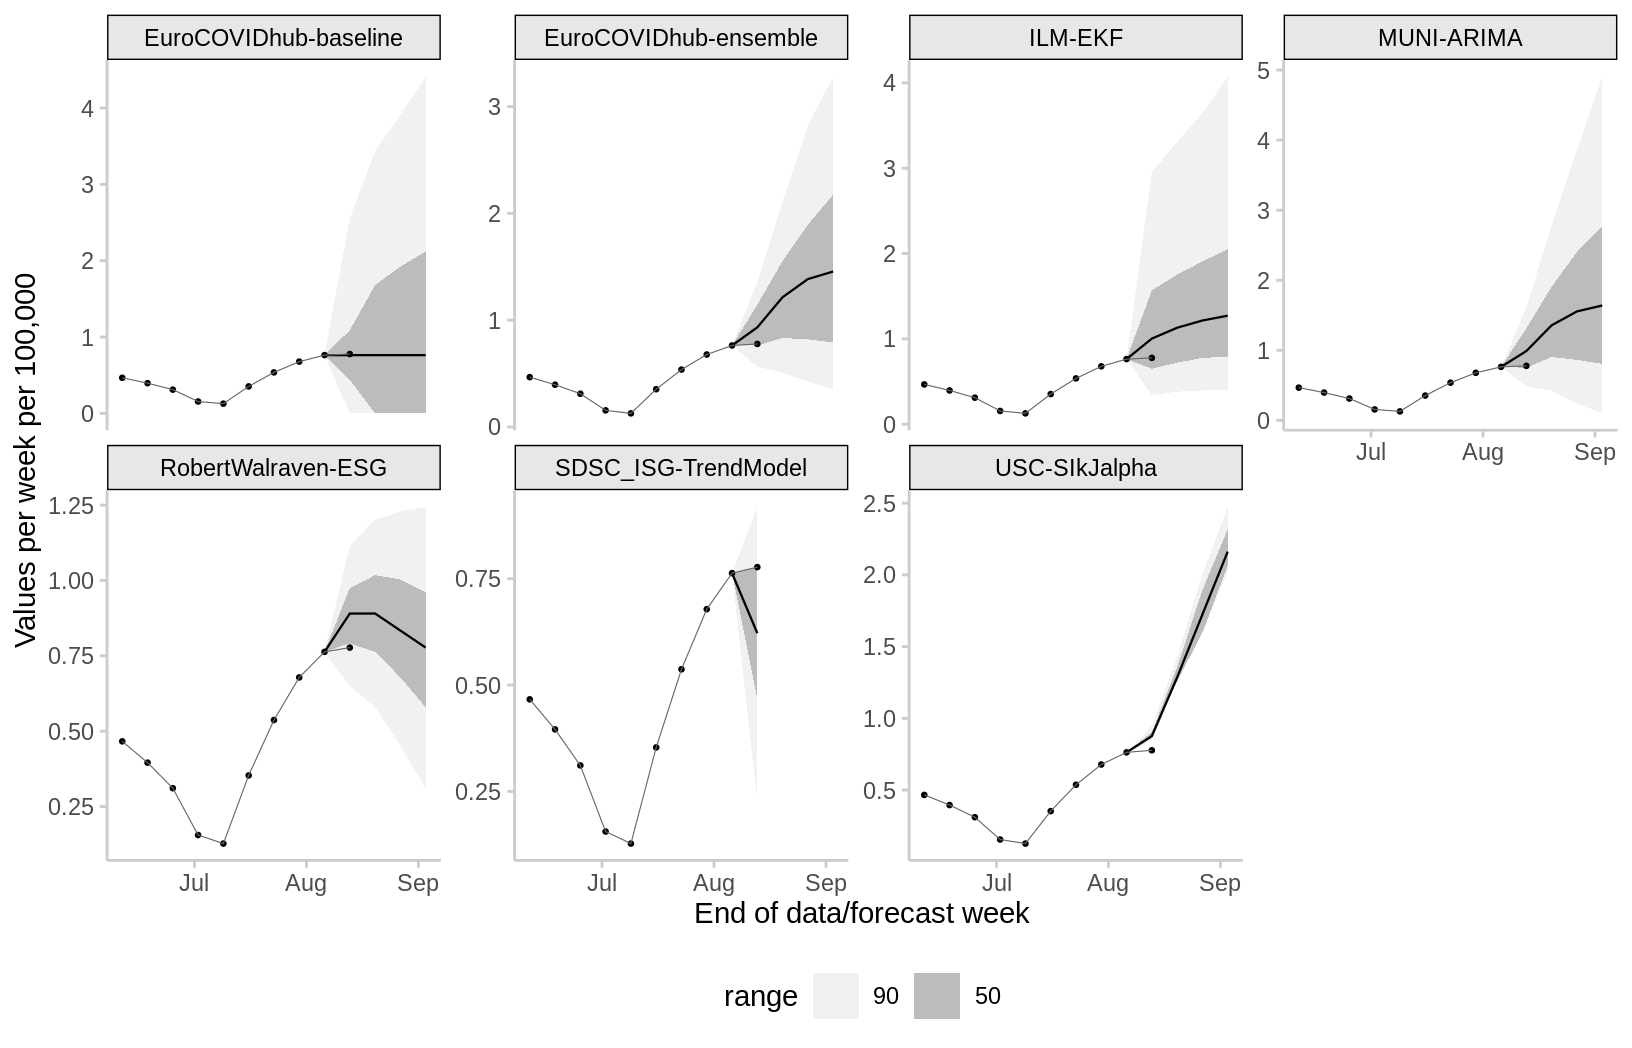 EuroCOVIDhub-baseline
EuroCOVIDhub-ensemble
ILM-EKF
MUNI-ARIMA
4
3
2
1
0
3
2
1
0
4
3
2
1
0
5
4
3
2
1
0
Jul
Aug
Sep
Values per week per 100,000
RobertWalraven-ESG
SDSC_ISG-TrendModel
USC-SIkJalpha
1.25
1.00
0.75
0.50
0.25
0.75
0.50
0.25
2.5
2.0
1.5
1.0
0.5
Jul
Aug
Sep
Jul
Aug
Sep
Jul
Aug
Sep
End of data/forecast week
range
90
50